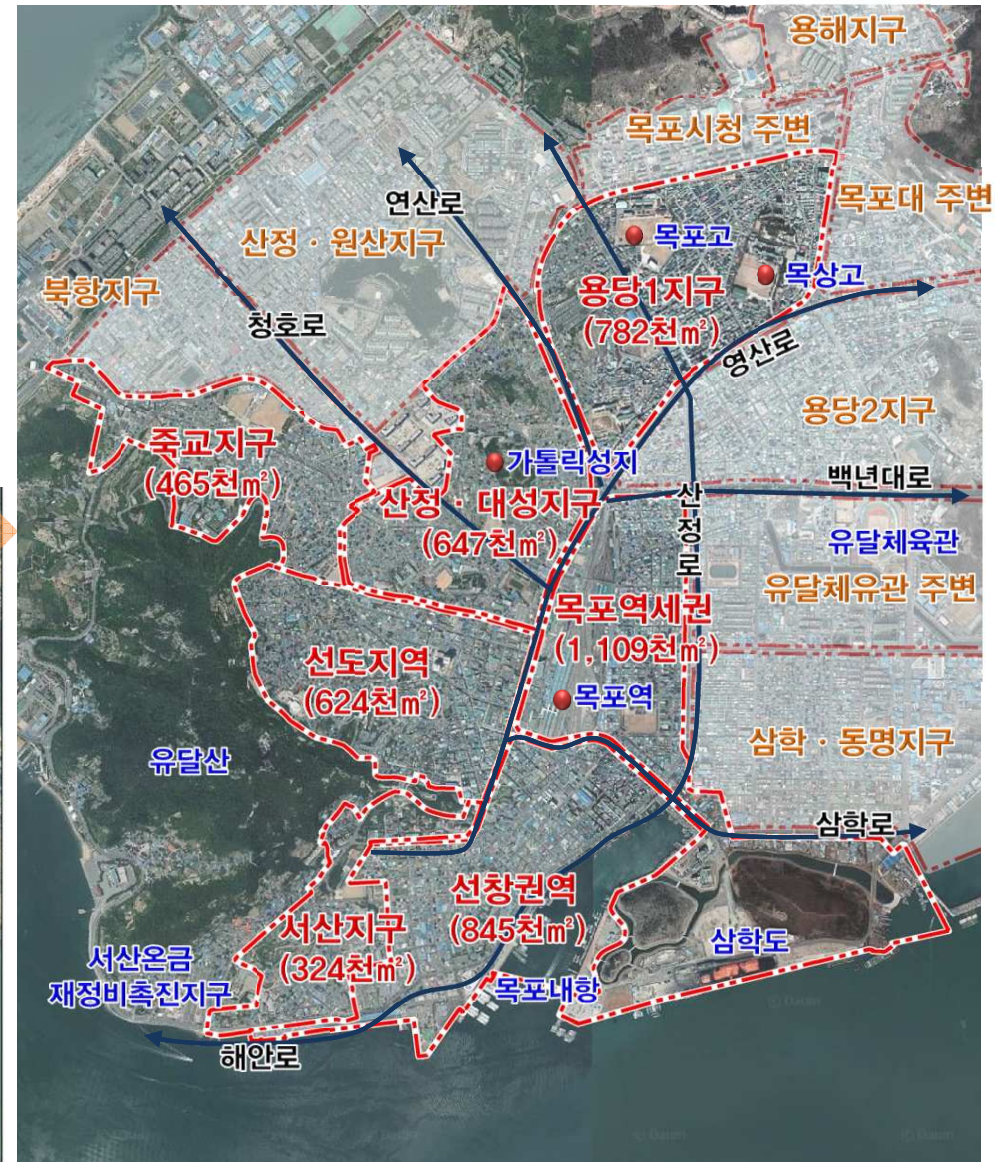 용해지구
목포시청 주변
목포대 주변
연산로
목포고
산정 · 원산지구
목상고
북항지구
용당1지구
(782천㎡)
청호로
영산로
용당2지구
죽교지구
(465천㎡)
가톨릭성지
백년대로
산정 · 대성지구
(647천㎡)
산정로
유달체육관
유달체유관 주변
목포역세권
(1,109천㎡)
선도지역
(624천㎡)
목포역
유달산
삼학 · 동명지구
삼학로
선창권역
(845천㎡)
서산지구
(324천㎡)
삼학도
서산온금
재정비촉진지구
목포내항
해안로
© Daum
© Daum
© Daum